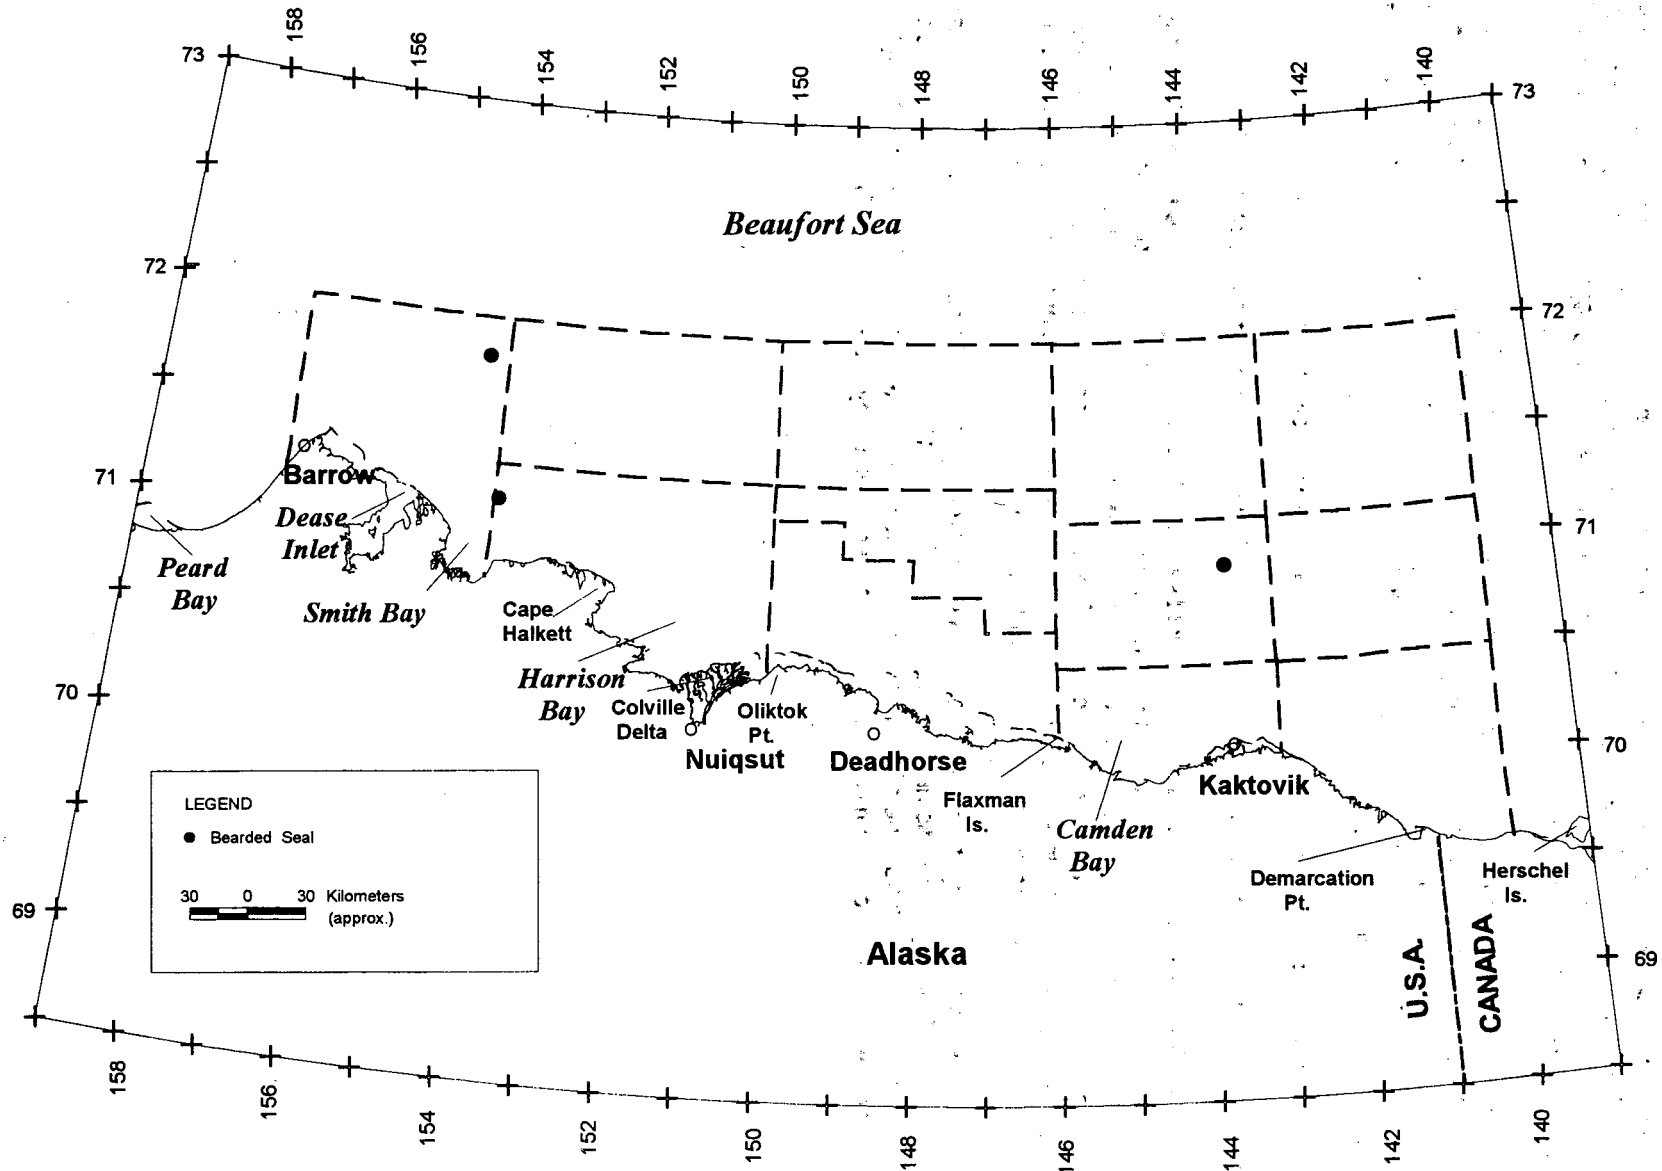 158
156
154
152
150
148
146
144
142
140
73
73
Beaufort Sea
72
72
71
71
Barrow
Dease
Inlet
Peard
Bay
Smith Bay
Cape
Halkett
Harrison
Bay
Colville
Delta
Oliktok
Pt.
Nuiqsut
Deadhorse
Flaxman
Is.
Camden
Bay
Kaktovik
Demarcation
Pt.
Herschel
Is.
70
70
LEGEND
Bearded Seal
30 0 30 Kilometers
(approx.)
69
69
Alaska
U.S.A.
CANADA
158
156
154
152
150
148
146
144
142
140